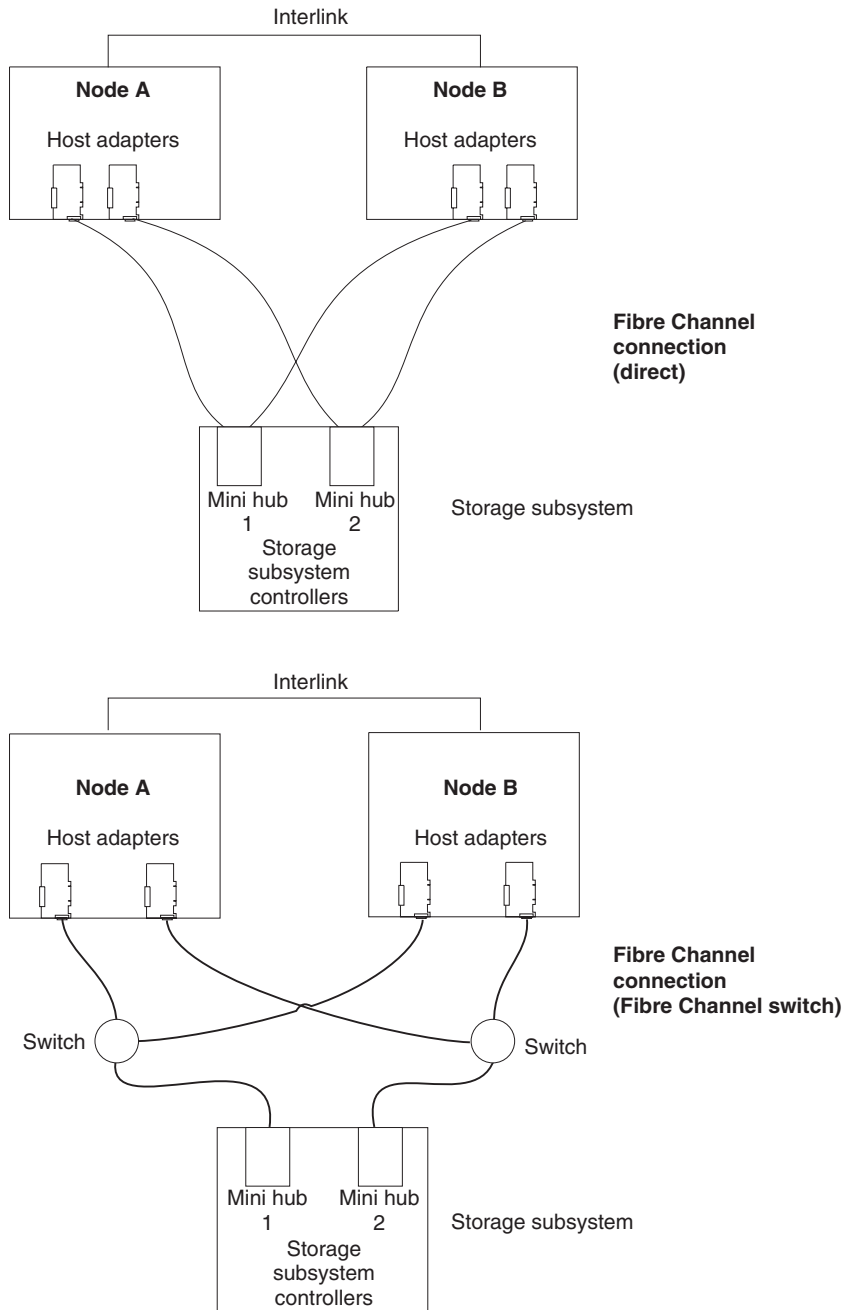 Interlink
Node A
Node B
Host adapters
Host adapters
Fibre Channel
connection
(direct)
Mini hub
1
Mini hub
2
Storage subsystem
Storage
subsystem
controllers
Interlink
Node A
Node B
Host adapters
Host adapters
Fibre Channel
connection
(Fibre Channel switch)
Switch
Switch
Mini hub
1
Mini hub
2
Storage subsystem
Storage
subsystem
controllers